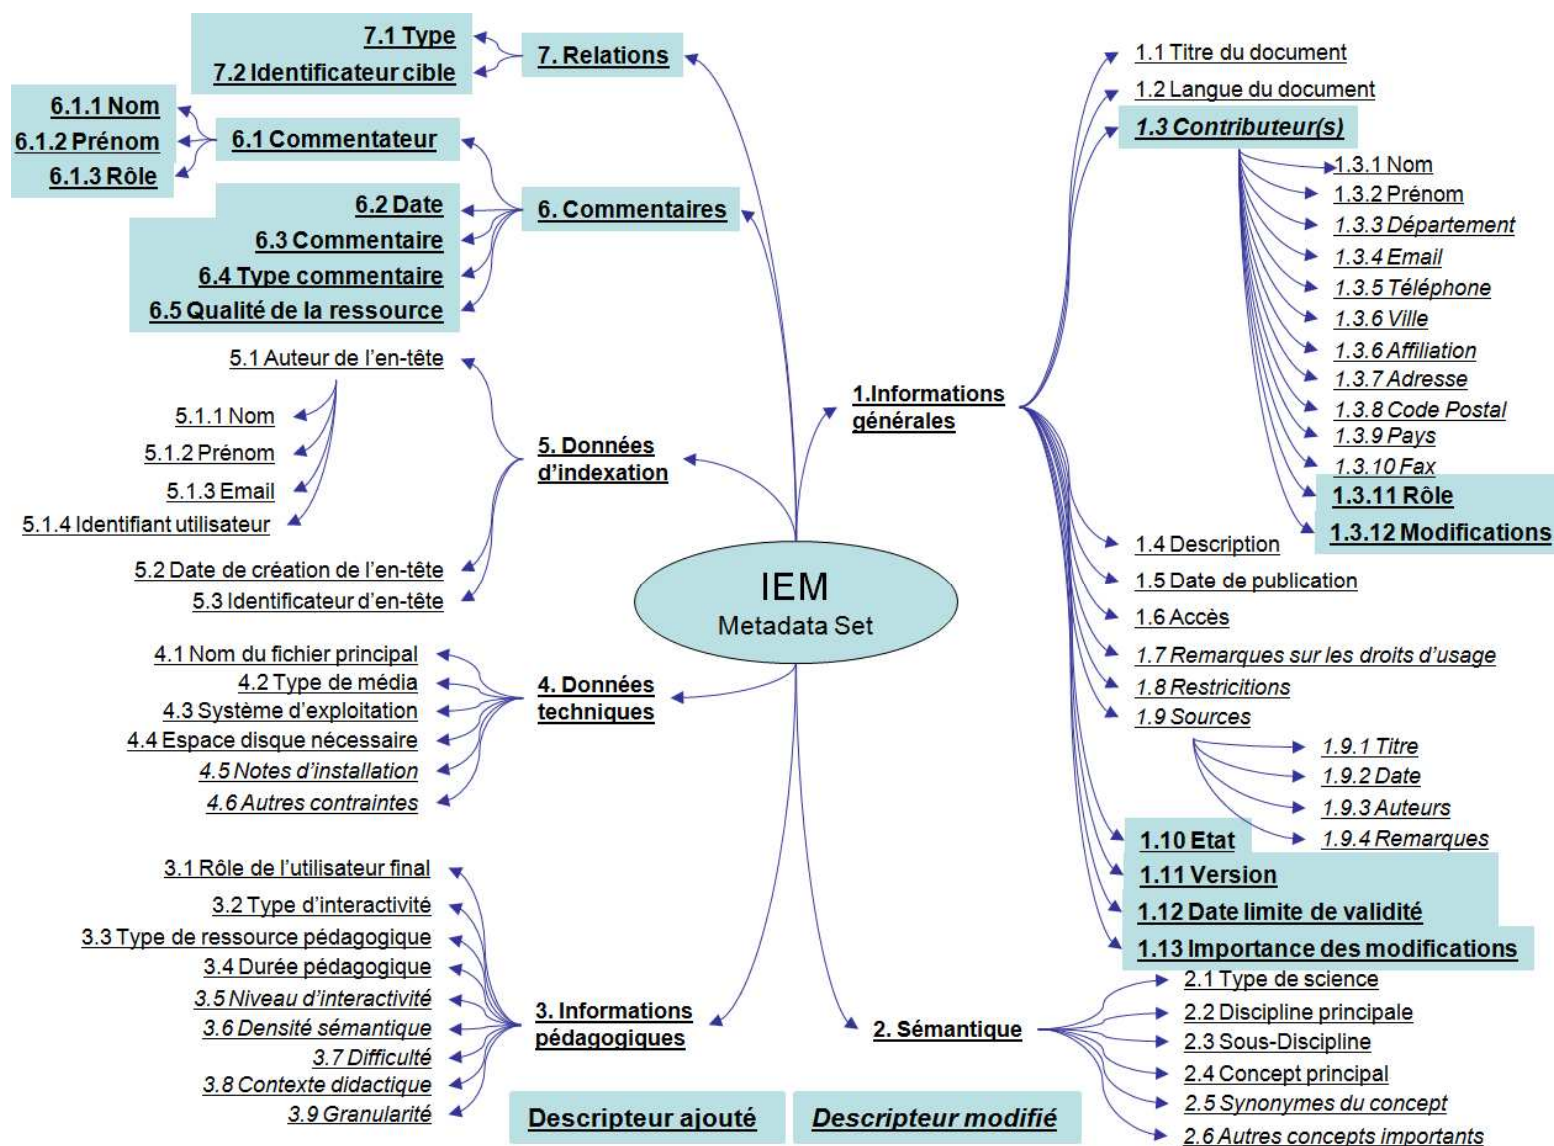 7.1 Type
7.2 Identificateur cible
7. Relations
6.1.1 Nom
6.1.2 Prénom
6.1.3 Rôle
6.1 Commentateur
6.2 Date
6.3 Commentaire
6.4 Type commentaire
6.5 Qualité de la ressource
6. Commentaires
5.1 Auteur de l'en-tête
5.1.1 Nom
5.1.2 Prénom
5.1.3 Email
5.1.4 Identifiant utilisateur
5.2 Date de création de l'en-tête
5.3 Identificateur d'en-tête
5. Données
d'indexation
4.1 Nom du fichier principal
4.2 Type de média
4.3 Système d'exploitation
4.4 Espace disque nécessaire
4.5 Notes d'installation
4.6 Autres contraintes
4. Données
techniques
3.1 Rôle de l'utilisateur final
3.2 Type d'interactivité
3.3 Type de ressource pédagogique
3.4 Durée pédagogique
3.5 Niveau d'interactivité
3.6 Densité sémantique
3.7 Difficulté
3.8 Contexte didactique
3.9 Granularité
3. Informations
pédagogiques
IEM
Metadata Set
1.Informations
générales
1.1 Titre du document
1.2 Langue du document
1.3 Contributeur(s)
1.3.1 Nom
1.3.2 Prénom
1.3.3 Département
1.3.4 Email
1.3.5 Téléphone
1.3.6 Ville
1.3.6 Affiliation
1.3.7 Adresse
1.3.8 Code Postal
1.3.9 Pays
1.3.10 Fax
1.3.11 Rôle
1.3.12 Modifications
1.4 Description
1.5 Date de publication
1.6 Accès
1.7 Remarques sur les droits d'usage
1.8 Restricitions
1.9 Sources
1.9.1 Titre
1.9.2 Date
1.9.3 Auteurs
1.9.4 Remarques
1.10 Etat
1.11 Version
1.12 Date limite de validité
1.13 Importance des modifications
2. Sémantique
2.1 Type de science
2.2 Discipline principale
2.3 Sous-Discipline
2.4 Concept principal
2.5 Synonymes du concept
2.6 Autres concepts importants
Descripteur ajouté
Descripteur modifié